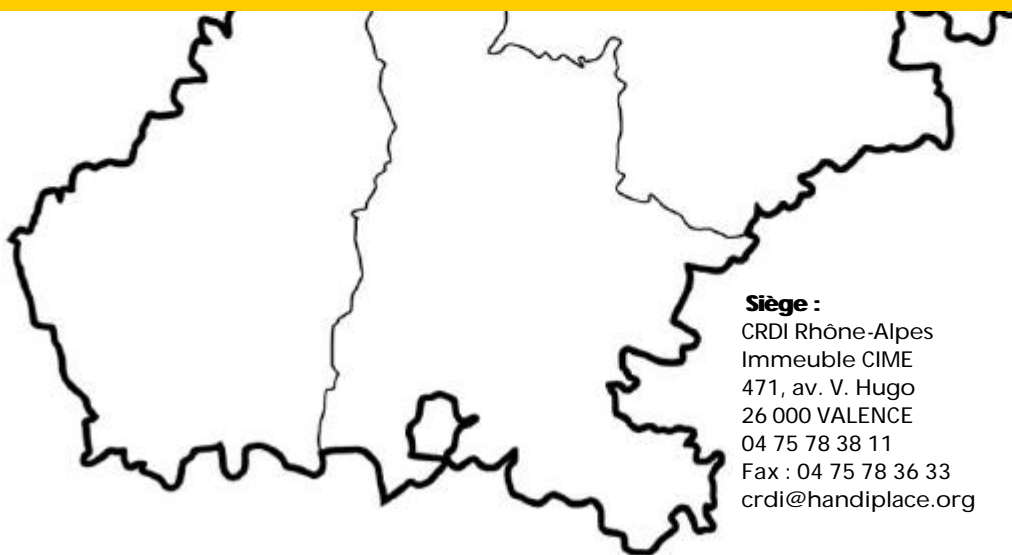 Siège :
CRDI Rhône-Alpes
Immeuble CIME
471, av. V. Hugo
26 000 VALENCE
04 75 78 38 11
Fax : 04 75 78 36 33
crdi@handiplace.org